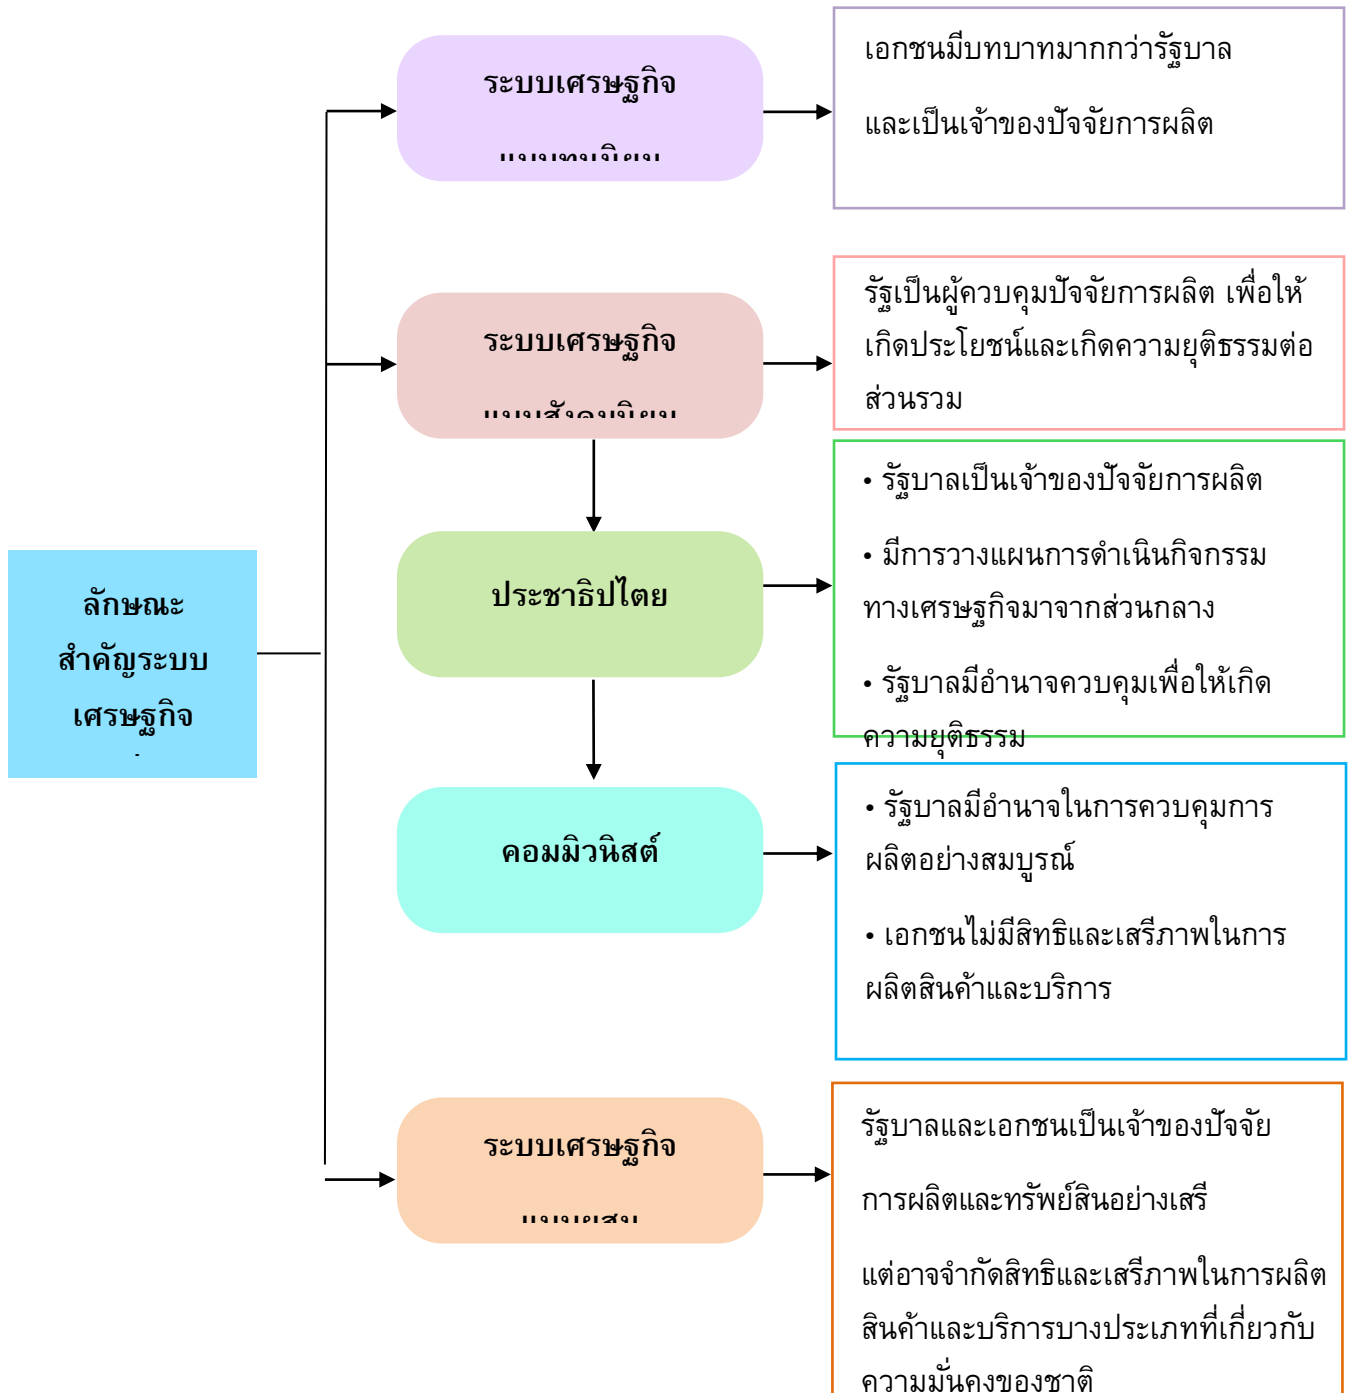 ลักษณะ
สำคัญระบบ
เศรษฐกิจ
ระบบเศรษฐกิจ
แบบทุนนิยม
เอกชนมีบทบาทมากกว่ารัฐบาล
และเป็นเจ้าของปัจจัยการผลิต
ระบบเศรษฐกิจ
แบบสังคมนิยม
รัฐเป็นผู้ควบคุมปัจจัยการผลิต เพื่อให้
เกิดประโยชน์และเกิดความยุติธรรมต่อ
ส่วนรวม
ประชาธิปไตย
• รัฐบาลเป็นเจ้าของปัจจัยการผลิต
• มีการวางแผนการดำเนินกิจกรรม
ทางเศรษฐกิจมาจากส่วนกลาง
• รัฐบาลมีอำนาจควบคุมเพื่อให้เกิด
ความยุติธรรม
คอมมิวนิสต์
• รัฐบาลมีอำนาจในการควบคุมการ
ผลิตอย่างสมบูรณ์
• เอกชนไม่มีสิทธิและเสรีภาพในการ
ผลิตสินค้าและบริการ
ระบบเศรษฐกิจ
แบบผสม
รัฐบาลและเอกชนเป็นเจ้าของปัจจัย
การผลิตและทรัพย์สินอย่างเสรี
แต่อาจจำกัดสิทธิและเสรีภาพในการผลิต
สินค้าและบริการบางประเภทที่เกี่ยวกับ
ความมั่นคงของชาติ